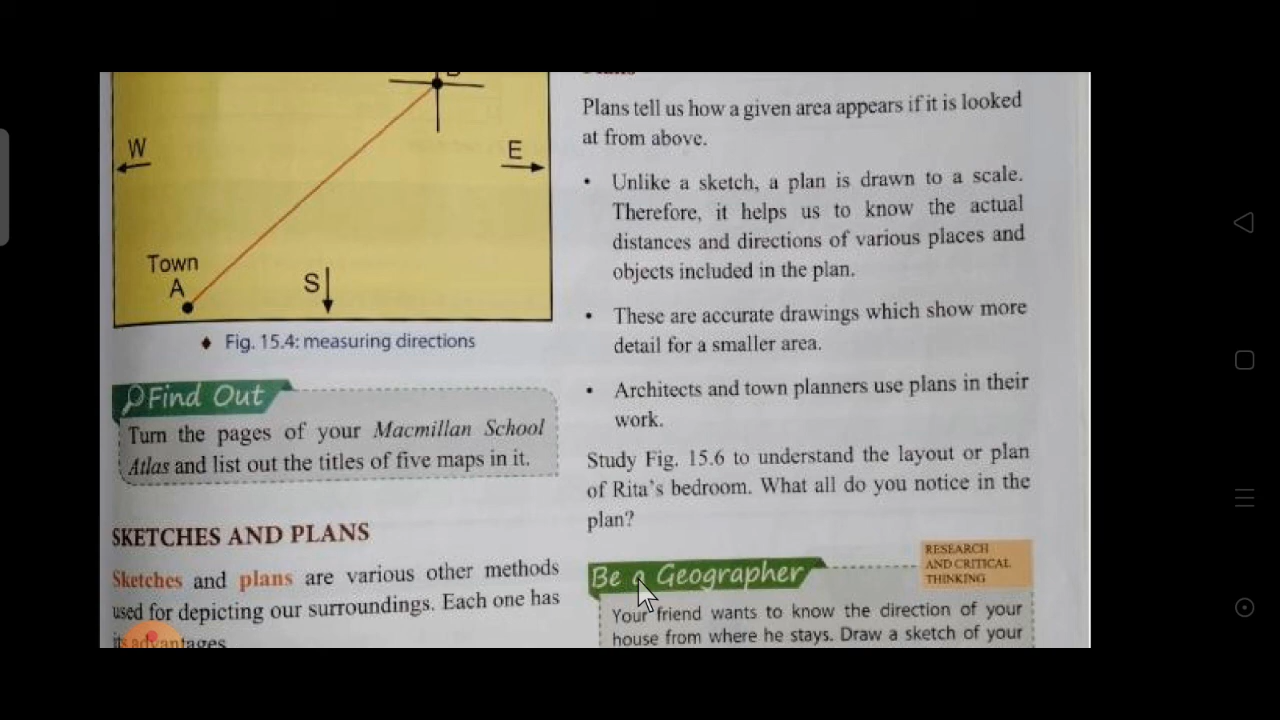 W
E
Town
A
S
Fig. 15.4: measuring directions
Find Out
Turn the pages of your Macmillan School
Atlas and list out the titles of five maps in it.
SKETCHES AND PLANS
Sketches and plans are various other methods
used for depicting our surroundings. Each one has
its advantages
Plans tell us how a given area appears if it is looked
at from above.
• Unlike a sketch, a plan is drawn to a scale.
Therefore, it helps us to know the actual
distances and directions of various places and
objects included in the plan.
• These are accurate drawings which show more
detail for a smaller area.
• Architects and town planners use plans in their
work.
Study Fig. 15.6 to understand the layout or plan
of Rita's bedroom. What all do you notice in the
plan?
Be a Geographer
RESEARCH
AND CRITICAL
THINKING
Your friend wants to know the direction of your
house from where he stays. Draw a sketch of your